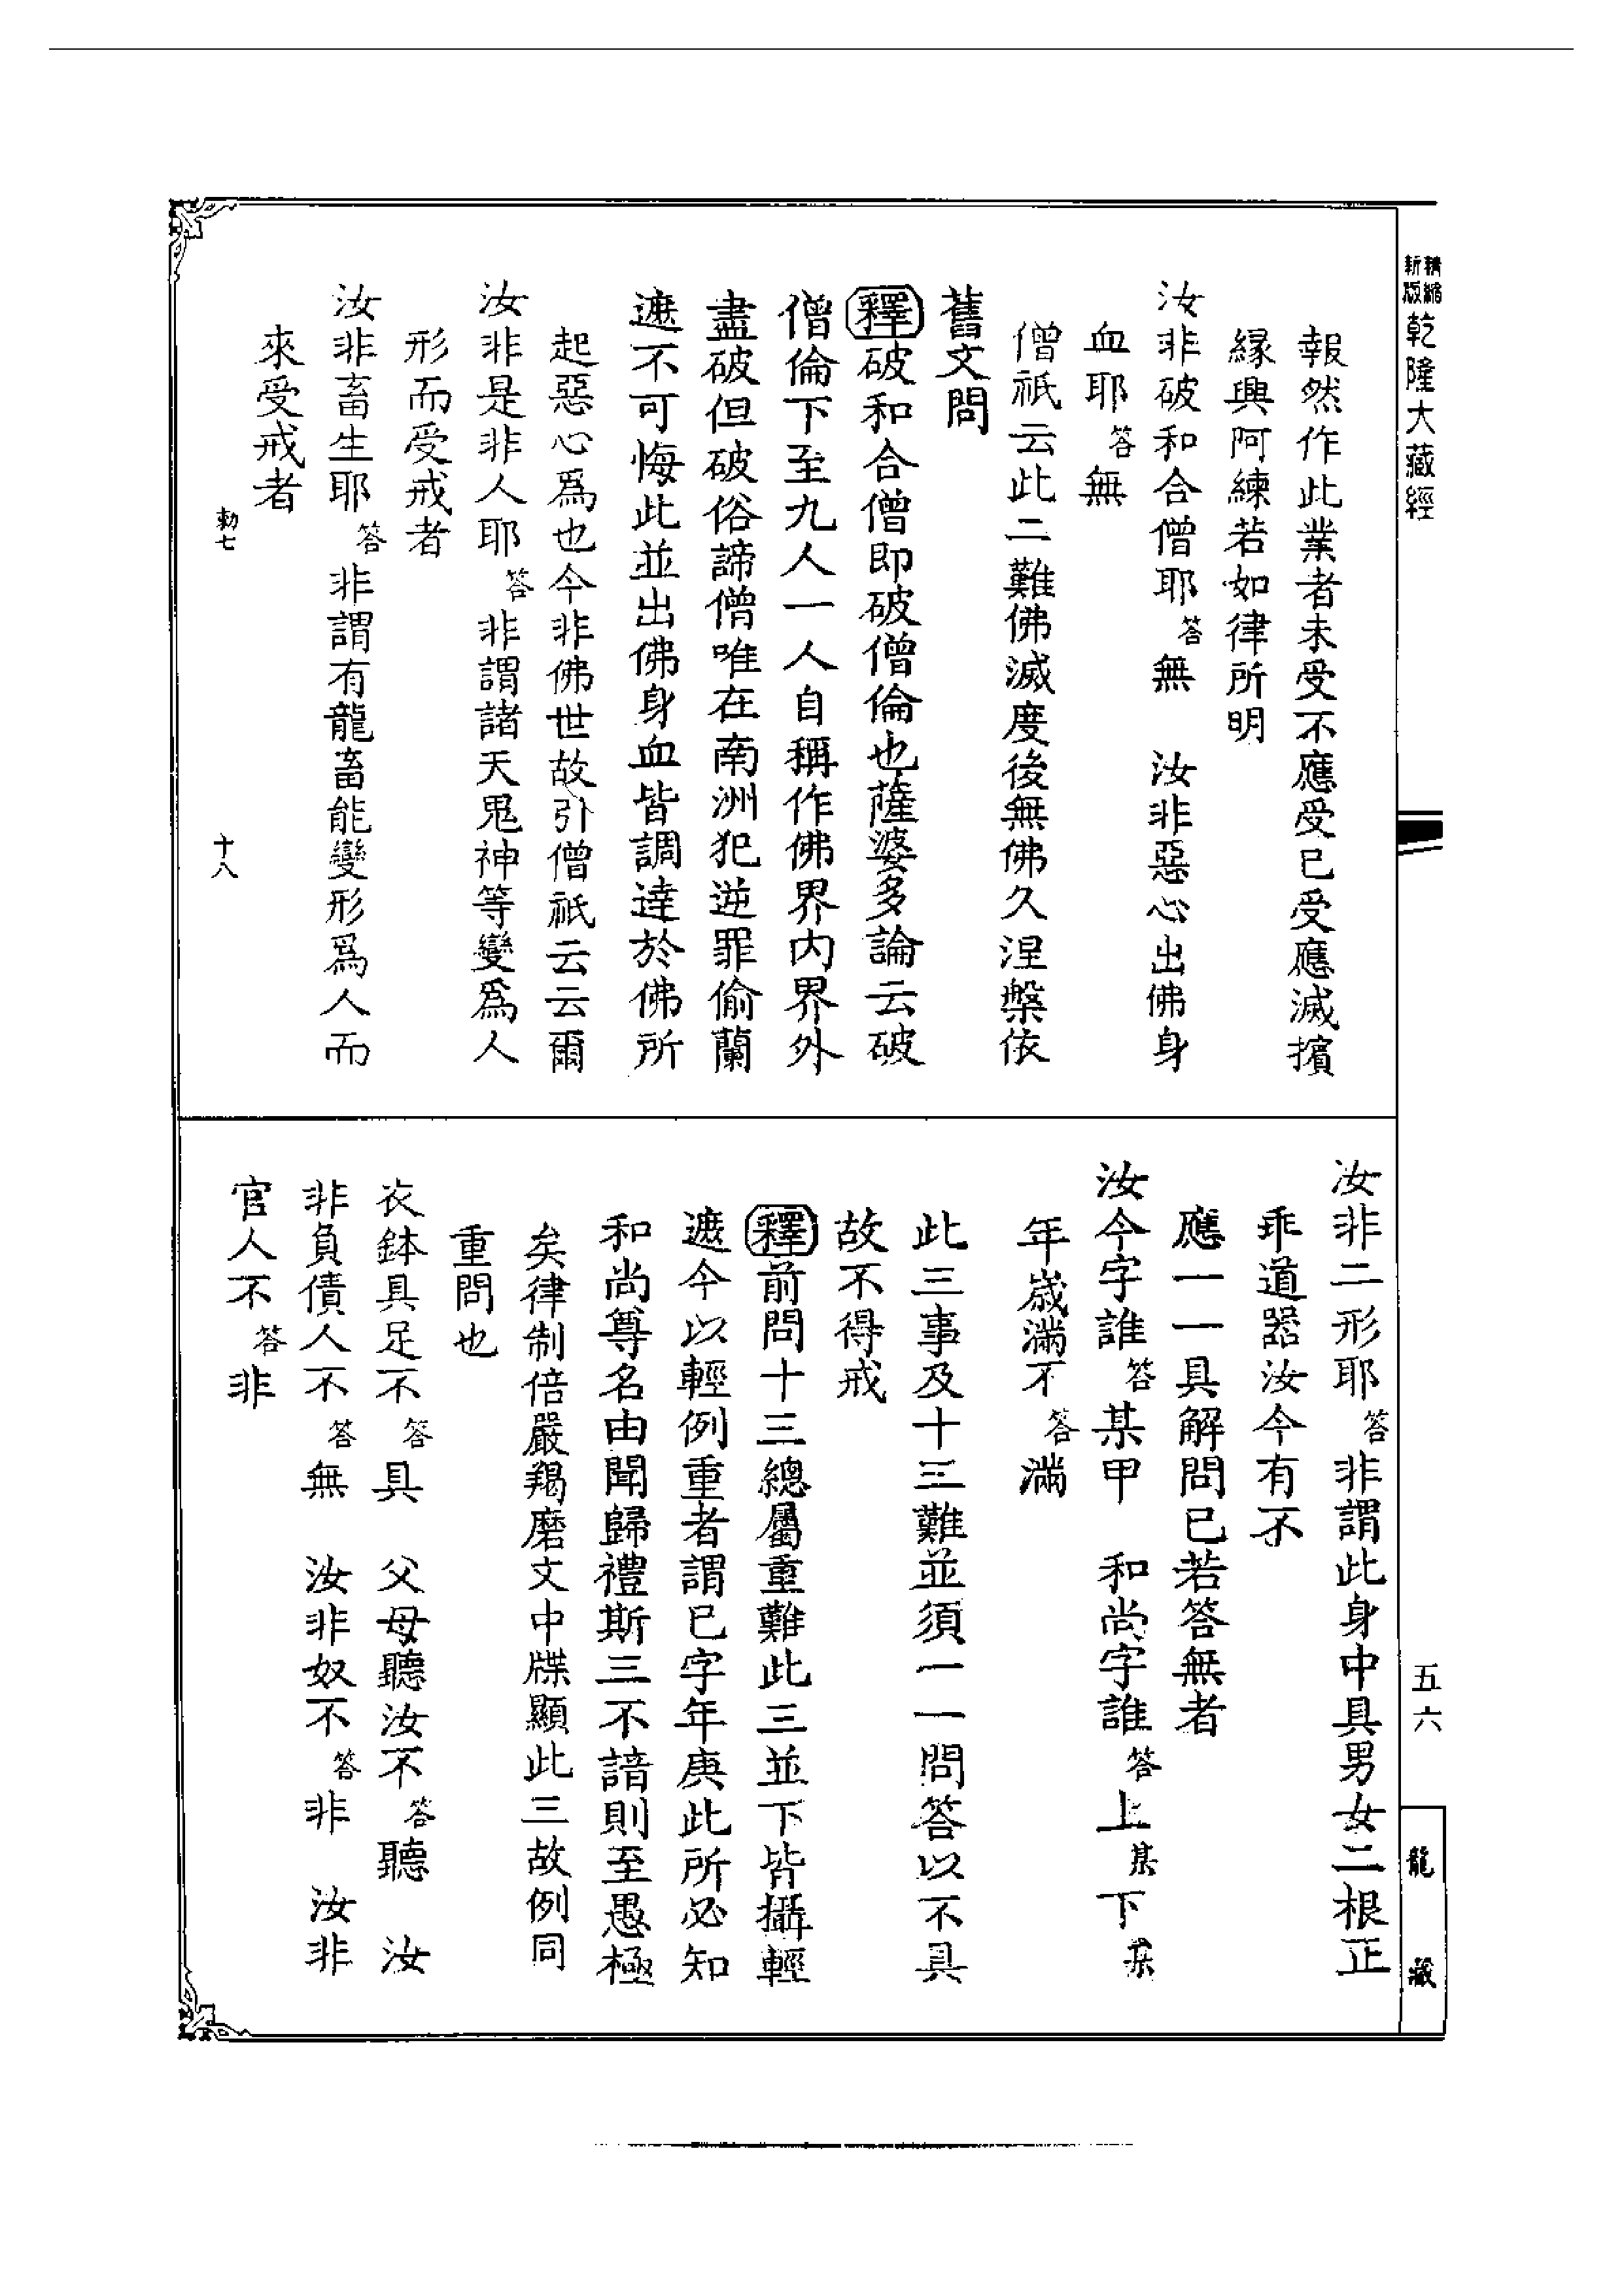 精縮新版乾隆大藏經
報然作此業者未受不應受已受應滅擯
緣興阿練若如律所明
汝非破和合僧耶答無　汝非惡心出佛身
血耶答無
僧祇云此二難佛滅度後無佛久涅槃依
舊文問
釋破和合僧即破僧倫也薩婆多論云破
僧倫下至九人一人自稱作佛界內界外
盡破但破俗諦僧唯在南洲犯逆罪偷蘭
遮不可悔此並出佛身血皆調達於佛所
起惡心爲也今非佛世故引僧祇云云爾
汝非是非人耶答非謂諸天鬼神等變爲人
形而受戒者
汝非畜生耶答非謂有龍畜能變形爲人而
來受戒者
勅七　十八
汝非二形耶答非謂此身中具男女二根正
乖道器汝今有不
應一一具解問已若答無者
汝今字誰答某甲　和尚字誰答上某下某
年歲滿不答滿
此三事及十三難並須一一問答以不具
故不得戒
釋前問十三總屬重難此三並下皆攝輕
遮今以輕例重者謂已字年庚此所必知
和尚尊名由聞歸禮斯三不諳則至愚極
矣律制倍嚴羯磨文中牒顯此三故例同
重問也
衣鉢具足不答具　父母聽汝不答聽　汝
非負債人不答無　汝非奴不答非　汝非
官人不答非
五六
龍藏